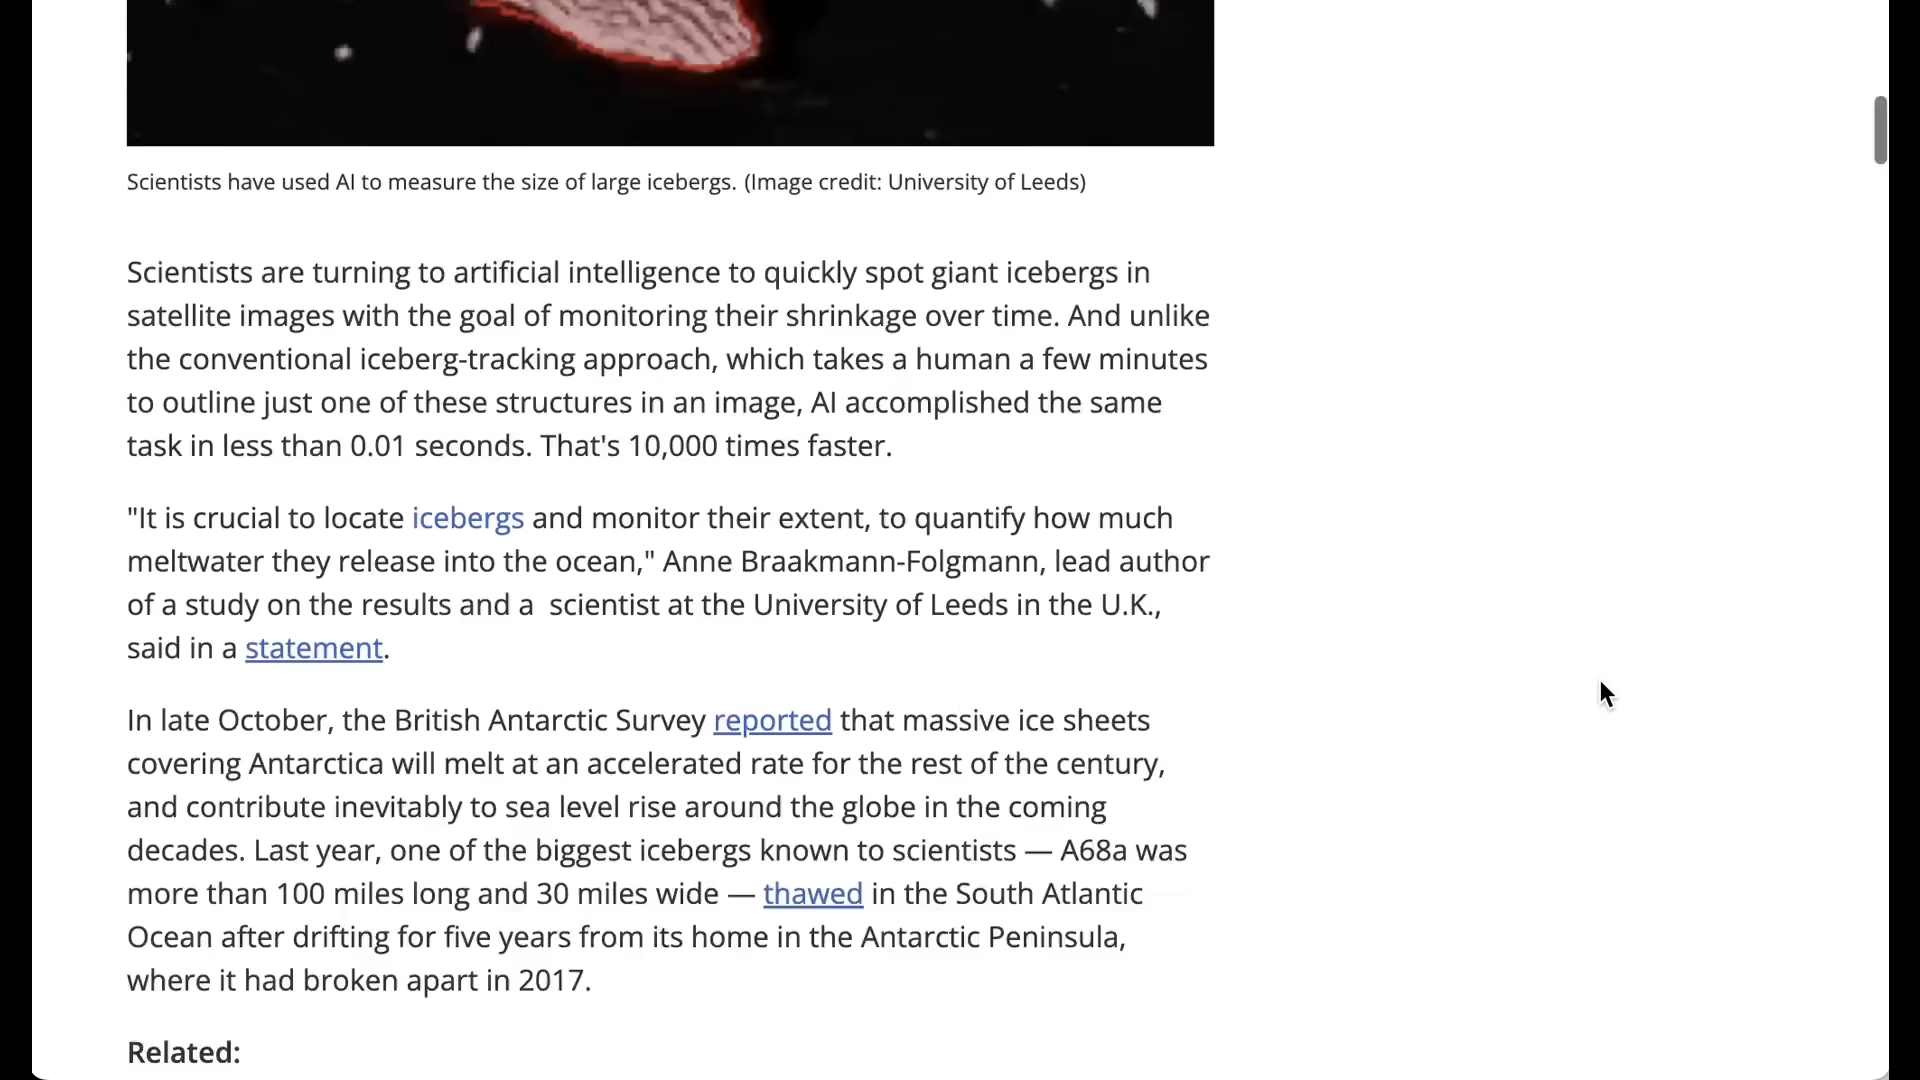 Scientists have used AI to measure the size of large icebergs. (Image credit: University of Leeds)
Scientists are turning to artificial intelligence to quickly spot giant icebergs in
satellite images with the goal of monitoring their shrinkage over time. And unlike
the conventional iceberg-tracking approach, which takes a human a few minutes
to outline just one of these structures in an image, AI accomplished the same
task in less than 0.01 seconds. That's 10,000 times faster.
"It is crucial to locate icebergs and monitor their extent, to quantify how much
meltwater they release into the ocean," Anne Braakmann-Folgmann, lead author
of a study on the results and a  scientist at the University of Leeds in the U.K.,
said in a statement.
In late October, the British Antarctic Survey reported that massive ice sheets
covering Antarctica will melt at an accelerated rate for the rest of the century,
and contribute inevitably to sea level rise around the globe in the coming
decades. Last year, one of the biggest icebergs known to scientists — A68a was
more than 100 miles long and 30 miles wide — thawed in the South Atlantic
Ocean after drifting for five years from its home in the Antarctic Peninsula,
where it had broken apart in 2017.
Related: